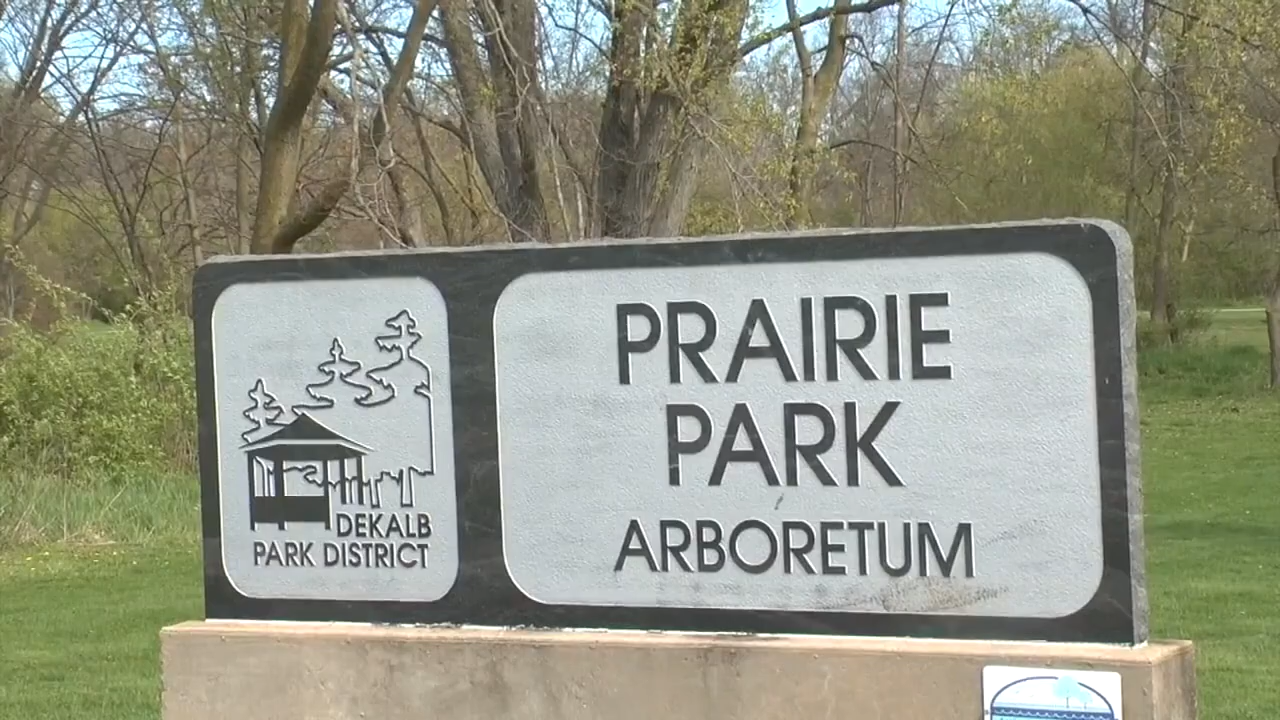 DEKALB
PARK DISTRICT
PRAIRIE
PARK
ARBORETUM